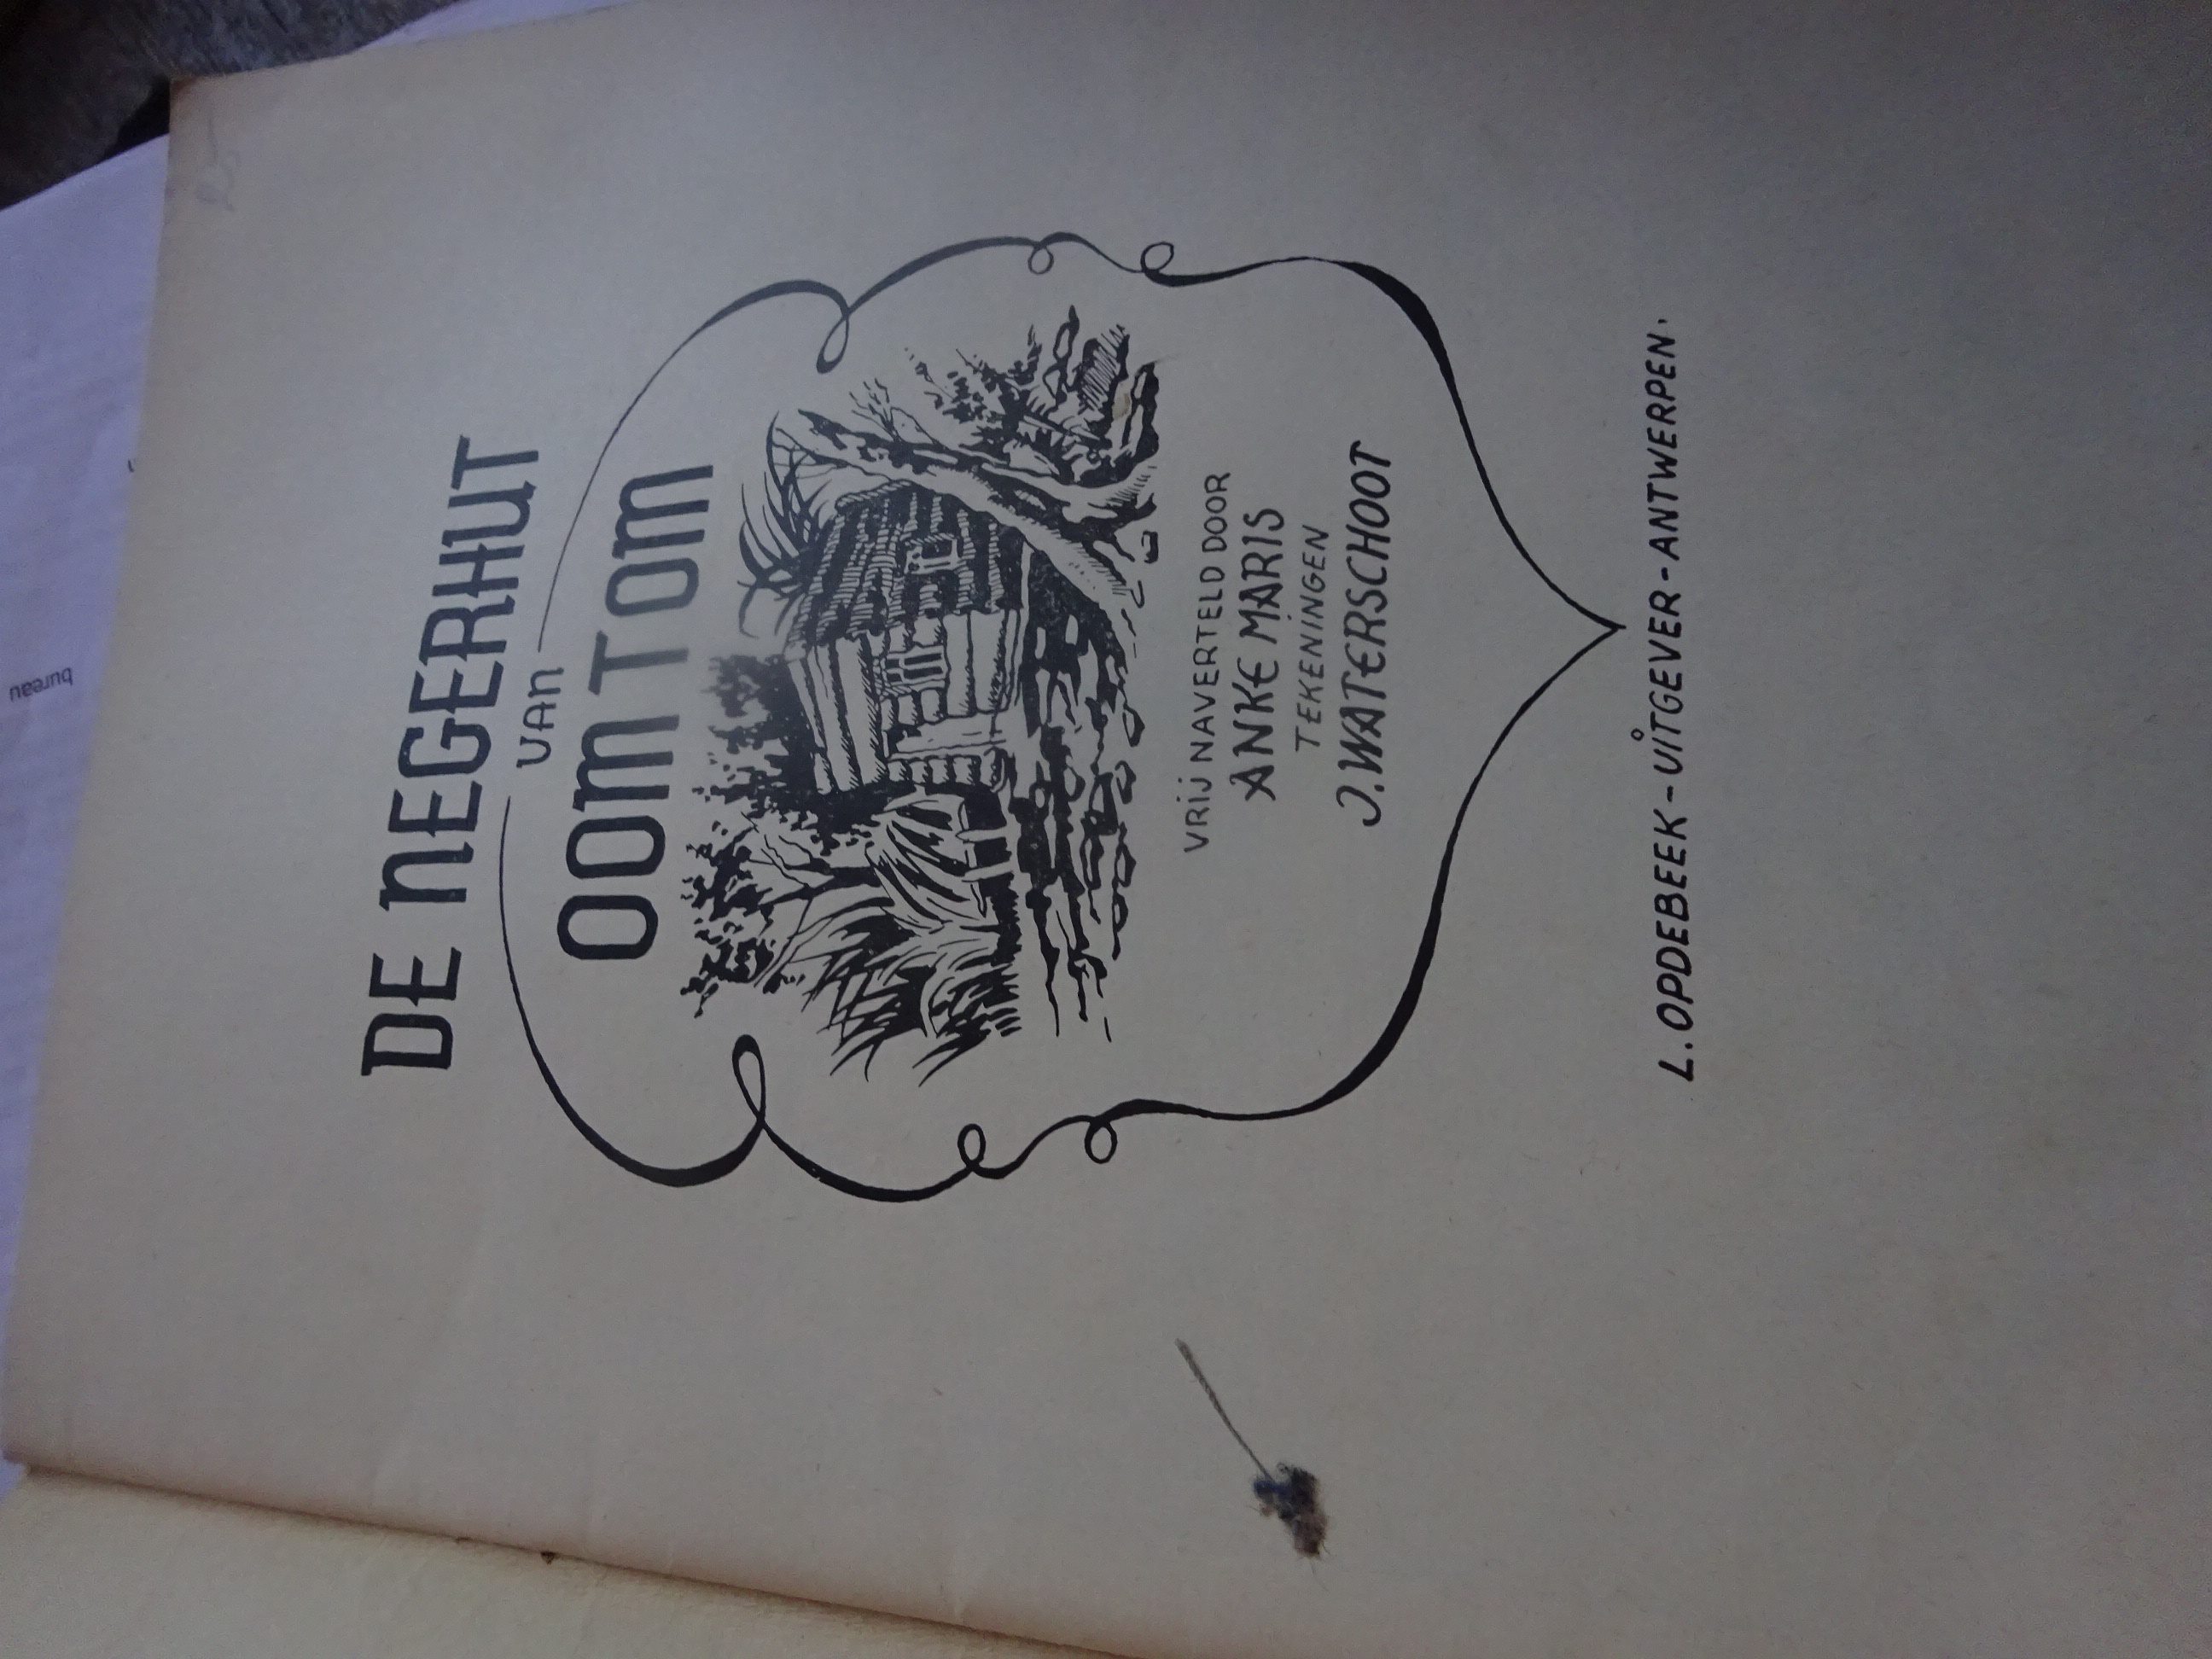 DE NEGERHUT
VAN
OOM TOM
VRIJ NAVERTELD DOOR
ANKE MARIS
TEKENINGEN
J. WATERSCHOOT
L. OPDEBEEK - UITGEVER - ANTWERPEN.
bureau